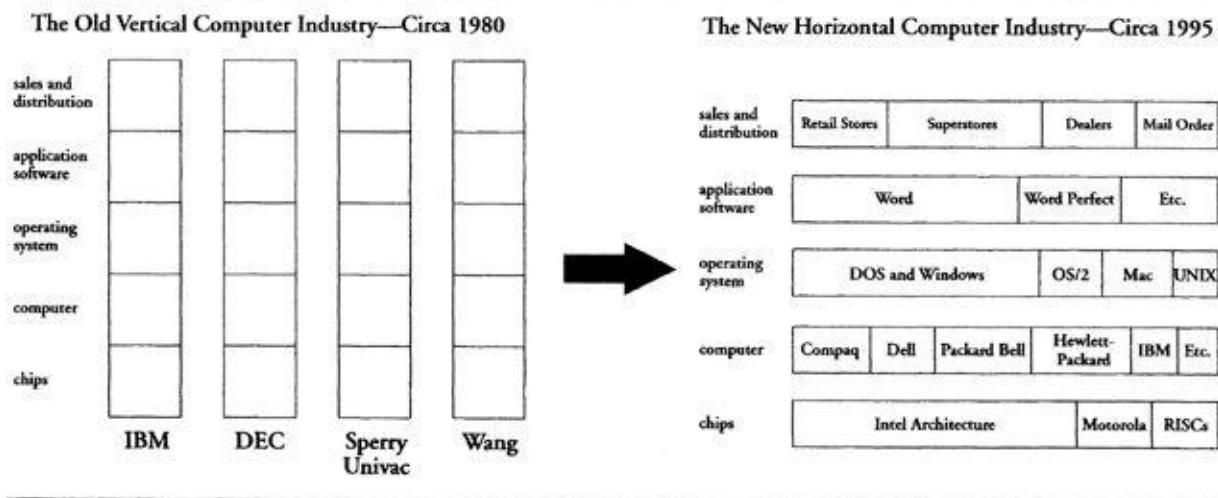 The Old Vertical Computer Industry—Circa 1980
sales and
distribution
application
software
operating
system
computer
chips
IBM
DEC
Sperry
Univac
Wang
The New Horizontal Computer Industry—Circa 1995
sales and
distribution
Retail Stores
Superstores
Dealers
Mail Order
application
software
Word
Word Perfect
Etc.
operating
system
DOS and Windows
OS/2
Mac
UNIX
computer
Compaq
Dell
Packard Bell
Hewlett-
Packard
IBM
Etc.
chips
Intel Architecture
Motorola
RISCs